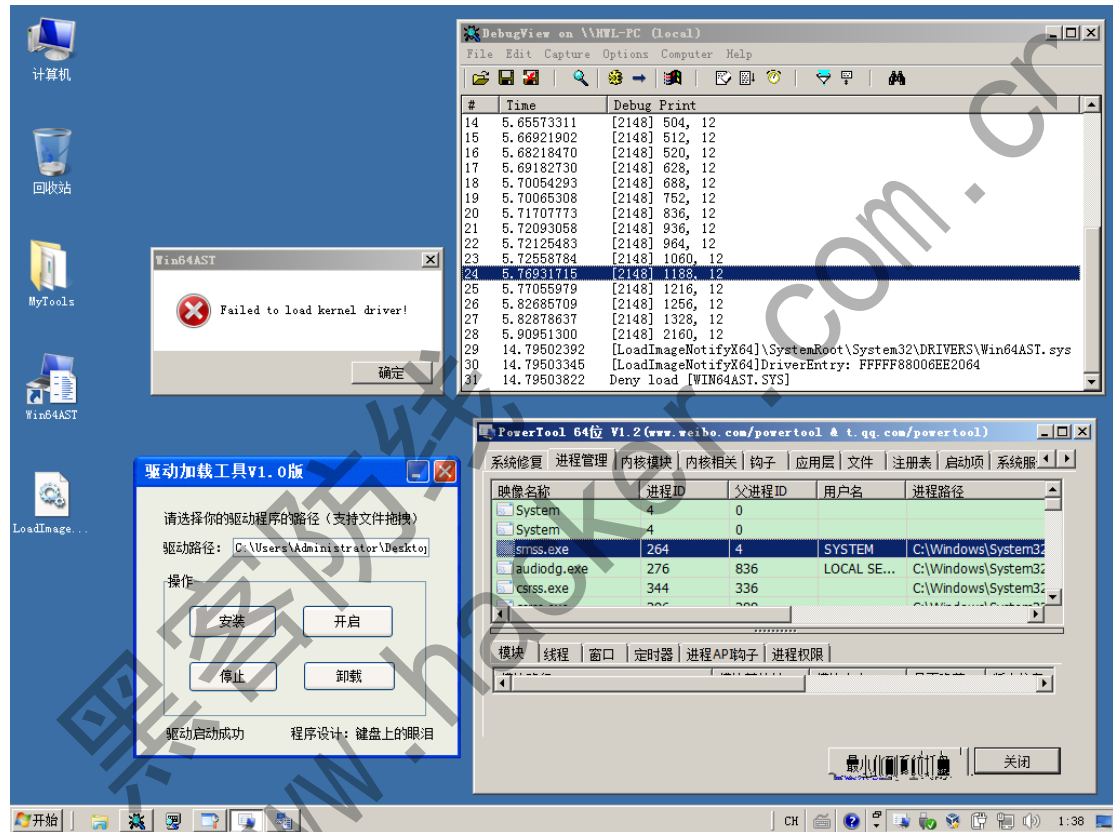 计算机
回收站
MyTools
Win64AST
LoadImage...
DebugView on \\HWL-PC (local)
File Edit Capture Options Computer Help
# Time Debug Print
14 5.65573311 [2148] 504, 12
15 5.66921902 [2148] 512, 12
16 5.68218470 [2148] 520, 12
17 5.69182730 [2148] 628, 12
18 5.70054293 [2148] 688, 12
19 5.70065308 [2148] 752, 12
20 5.71707773 [2148] 836, 12
21 5.72093058 [2148] 936, 12
22 5.72125483 [2148] 964, 12
23 5.72558784 [2148] 1060, 12
24 5.76931715 [2148] 1188, 12
25 5.77055979 [2148] 1216, 12
26 5.82685709 [2148] 1256, 12
27 5.82878637 [2148] 1328, 12
28 5.90951300 [2148] 2160, 12
29 14.79502392 [LoadImageNotifyX64]\SystemRoot\System32\DRIVERS\Win64AST.sys
30 14.79503345 [LoadImageNotifyX64]DriverEntry: FFFFF88006EE2064
31 14.79503822 Deny load [WIN64AST.SYS]
Win64AST
Failed to load kernel driver!
确定
驱动加载工具V1.0版
请选择你的驱动程序的路径(支持文件拖拽)
驱动路径: C:\Users\Administrator\Desktop
操作
安装 开启
停止 卸载
驱动启动成功 程序设计:键盘上的眼泪
PowerTool 64位 V1.2(www.weibo.com/powertool & t.qq.com/powertool)
系统修复 进程管理 内核模块 内核相关 钩子 应用层 文件 注册表 启动项 系统服
映像名称 进程ID 父进程ID 用户名 进程路径
System 4 0
System 4 0
smss.exe 264 4 SYSTEM C:\Windows\System32
audiodg.exe 276 836 LOCAL SE... C:\Windows\System32
csrss.exe 344 336 C:\Windows\System32
模块 线程 窗口 定时器 进程API钩子 进程权限
关闭
开始 CH 1:38
黑客防线
www.hacker.com.cn